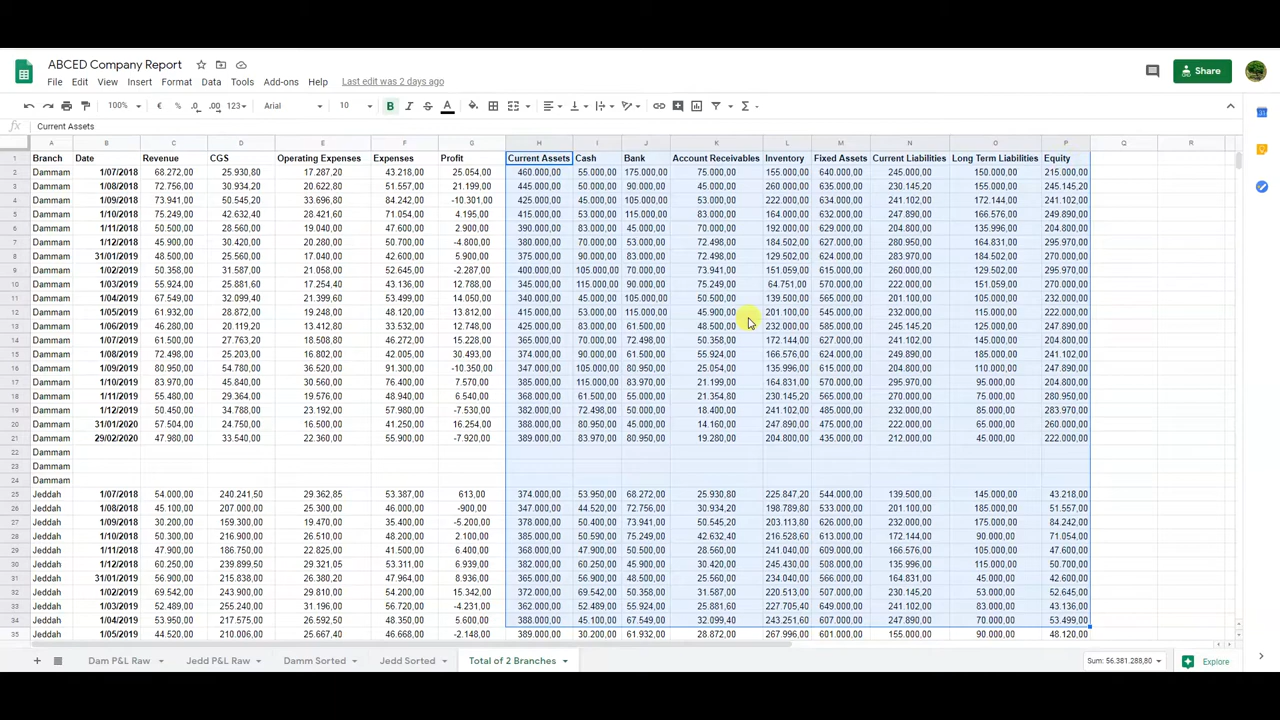 ABCED Company Report
File Edit View Insert Format Data Tools Add-ons Help Last edit was 2 days ago
Share
100% € % .0 .00 123 Arial 10 B I S A
fx Current Assets
A B C D E F G H I J K L M N O P Q R
1 Branch Date Revenue CGS Operating Expenses Expenses Profit Current Assets Cash Bank Account Receivables Inventory Fixed Assets Current Liabilities Long Term Liabilities Equity
2 Dammam 1/07/2018 68.272,00 25.930,80 17.287,20 43.218,00 25.054,00 460.000,00 55.000,00 175.000,00 75.000,00 155.000,00 640.000,00 245.000,00 150.000,00 215.000,00
3 Dammam 1/08/2018 72.756,00 30.934,20 20.622,80 51.557,00 21.199,00 445.000,00 50.000,00 90.000,00 45.000,00 260.000,00 635.000,00 230.145,20 155.000,00 245.145,20
4 Dammam 1/09/2018 73.941,00 50.545,20 33.696,80 84.242,00 -10.301,00 425.000,00 45.000,00 105.000,00 53.000,00 222.000,00 634.000,00 241.102,00 172.144,00 241.102,00
5 Dammam 1/10/2018 75.249,00 42.632,40 28.421,60 71.054,00 4.195,00 415.000,00 53.000,00 115.000,00 83.000,00 164.000,00 632.000,00 247.890,00 166.576,00 249.890,00
6 Dammam 1/11/2018 50.500,00 28.560,00 19.040,00 47.600,00 2.900,00 390.000,00 83.000,00 45.000,00 70.000,00 192.000,00 629.000,00 204.800,00 135.996,00 204.800,00
7 Dammam 1/12/2018 45.900,00 30.420,00 20.280,00 50.700,00 -4.800,00 380.000,00 70.000,00 53.000,00 72.498,00 184.502,00 619.000,00 280.950,00 164.831,00 295.970,00
8 Dammam 31/01/2019 48.500,00 25.560,00 17.040,00 42.600,00 5.900,00 375.000,00 90.000,00 83.000,00 72.498,00 129.502,00 618.000,00 283.970,00 184.502,00 270.000,00
9 Dammam 1/02/2019 50.358,00 31.587,00 21.058,00 52.645,00 -2.287,00 400.000,00 105.000,00 70.000,00 73.941,00 151.059,00 615.000,00 260.000,00 129.502,00 295.970,00
10 Dammam 1/03/2019 55.924,00 25.881,60 17.254,40 43.136,00 12.788,00 345.000,00 115.000,00 90.000,00 75.249,00 64.751,00 570.000,00 222.000,00 151.059,00 270.000,00
11 Dammam 1/04/2019 67.549,00 32.099,40 21.399,60 53.499,00 14.050,00 340.000,00 45.000,00 105.000,00 50.500,00 139.500,00 565.000,00 201.100,00 105.000,00 232.000,00
12 Dammam 1/05/2019 61.932,00 28.872,00 19.248,00 48.120,00 13.812,00 415.000,00 53.000,00 115.000,00 45.900,00 201.100,00 545.000,00 232.000,00 115.000,00 222.000,00
13 Dammam 1/06/2019 46.280,00 20.119,20 13.412,80 33.532,00 12.748,00 425.000,00 83.000,00 61.500,00 48.500,00 232.000,00 585.000,00 245.145,20 125.000,00 247.890,00
14 Dammam 1/07/2019 61.500,00 27.763,20 18.508,80 46.272,00 15.228,00 365.000,00 70.000,00 72.498,00 50.358,00 172.144,00 627.000,00 241.102,00 145.000,00 204.800,00
15 Dammam 1/08/2019 72.498,00 25.203,00 16.802,00 42.005,00 30.493,00 374.000,00 90.000,00 61.500,00 55.924,00 166.576,00 624.000,00 249.890,00 185.000,00 241.102,00
16 Dammam 1/09/2019 80.950,00 54.780,00 36.520,00 91.300,00 -10.350,00 347.000,00 105.000,00 80.950,00 25.054,00 135.996,00 615.000,00 204.800,00 110.000,00 247.890,00
17 Dammam 1/10/2019 83.970,00 45.840,00 30.560,00 76.400,00 7.570,00 385.000,00 115.000,00 83.970,00 21.199,00 164.831,00 570.000,00 295.970,00 95.000,00 204.800,00
18 Dammam 1/11/2019 55.480,00 29.364,00 19.576,00 48.940,00 6.540,00 368.000,00 61.500,00 55.000,00 21.354,80 230.145,20 565.000,00 270.000,00 75.000,00 280.950,00
19 Dammam 1/12/2019 50.450,00 34.788,00 23.192,00 57.980,00 -7.530,00 382.000,00 72.498,00 50.000,00 18.400,00 241.102,00 485.000,00 232.000,00 85.000,00 283.970,00
20 Dammam 31/01/2020 57.504,00 24.750,00 16.500,00 41.250,00 16.254,00 388.000,00 80.950,00 45.000,00 14.160,00 247.890,00 475.000,00 222.000,00 65.000,00 260.000,00
21 Dammam 29/02/2020 47.980,00 33.540,00 22.360,00 55.900,00 -7.920,00 389.000,00 83.970,00 80.950,00 19.280,00 204.800,00 435.000,00 212.000,00 45.000,00 222.000,00
22 Dammam
23 Dammam
24 Dammam
25 Jeddah 1/07/2018 54.000,00 240.241,50 29.362,85 53.387,00 613,00 374.000,00 53.950,00 68.272,00 25.930,80 225.847,20 544.000,00 139.500,00 145.000,00 43.218,00
26 Jeddah 1/08/2018 45.100,00 207.000,00 25.300,00 46.000,00 -900,00 347.000,00 44.520,00 72.756,00 30.934,20 198.789,80 533.000,00 201.100,00 185.000,00 51.557,00
27 Jeddah 1/09/2018 30.200,00 159.300,00 19.470,00 35.400,00 -5.200,00 378.000,00 50.400,00 73.941,00 50.545,20 203.113,80 626.000,00 232.000,00 175.000,00 84.242,00
28 Jeddah 1/10/2018 50.300,00 216.900,00 26.510,00 48.200,00 2.100,00 385.000,00 50.590,00 75.249,00 42.632,40 216.528,60 613.000,00 172.144,00 90.000,00 71.054,00
29 Jeddah 1/11/2018 47.900,00 186.750,00 22.825,00 41.500,00 6.400,00 368.000,00 47.900,00 50.500,00 28.560,00 241.040,00 609.000,00 166.576,00 105.000,00 47.600,00
30 Jeddah 1/12/2018 60.250,00 239.899,50 29.321,05 53.311,00 6.939,00 382.000,00 60.250,00 45.900,00 30.420,00 245.430,00 508.000,00 135.996,00 115.000,00 50.700,00
31 Jeddah 31/01/2019 56.900,00 215.838,00 26.380,20 47.964,00 8.936,00 365.000,00 56.900,00 48.500,00 25.560,00 234.040,00 666.000,00 164.831,00 45.000,00 42.600,00
32 Jeddah 1/02/2019 69.542,00 243.900,00 29.810,00 54.200,00 15.342,00 372.000,00 69.542,00 50.358,00 31.587,00 220.513,00 507.000,00 230.145,20 53.000,00 52.645,00
33 Jeddah 1/03/2019 52.489,00 255.240,00 31.196,00 56.720,00 -4.231,00 362.000,00 52.489,00 55.924,00 25.881,60 227.705,40 649.000,00 241.102,00 83.000,00 43.136,00
34 Jeddah 1/04/2019 53.950,00 217.575,00 26.592,50 48.350,00 5.600,00 388.000,00 45.100,00 67.549,00 32.099,40 243.251,60 607.000,00 247.890,00 70.000,00 53.499,00
35 Jeddah 1/05/2019 44.520,00 210.006,00 25.667,40 46.668,00 -2.148,00 389.000,00 30.200,00 61.932,00 28.872,00 267.996,00 601.000,00 155.000,00 90.000,00 48.120,00
Dam P&L Raw Jedd P&L Raw Damm Sorted Jedd Sorted Total of 2 Branches Sum: 56.381.288,80 Explore